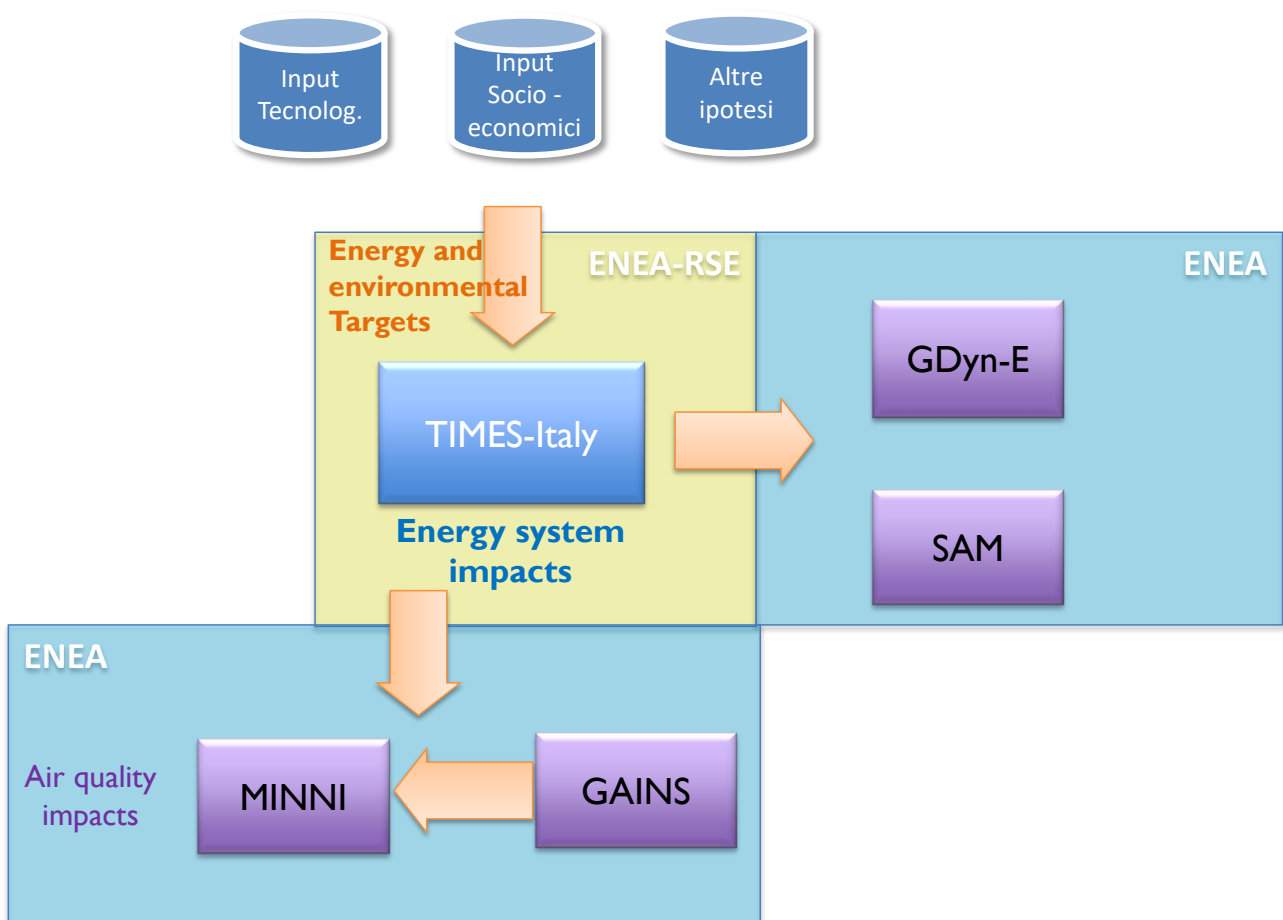 Input
Tecnolog.
Input
Socio -
economici
Altre
ipotesi
Energy and
environmental
Targets
ENEA-RSE
ENEA
GDyn-E
TIMES-Italy
SAM
Energy system
impacts
ENEA
Air quality
impacts
MINNI
GAINS